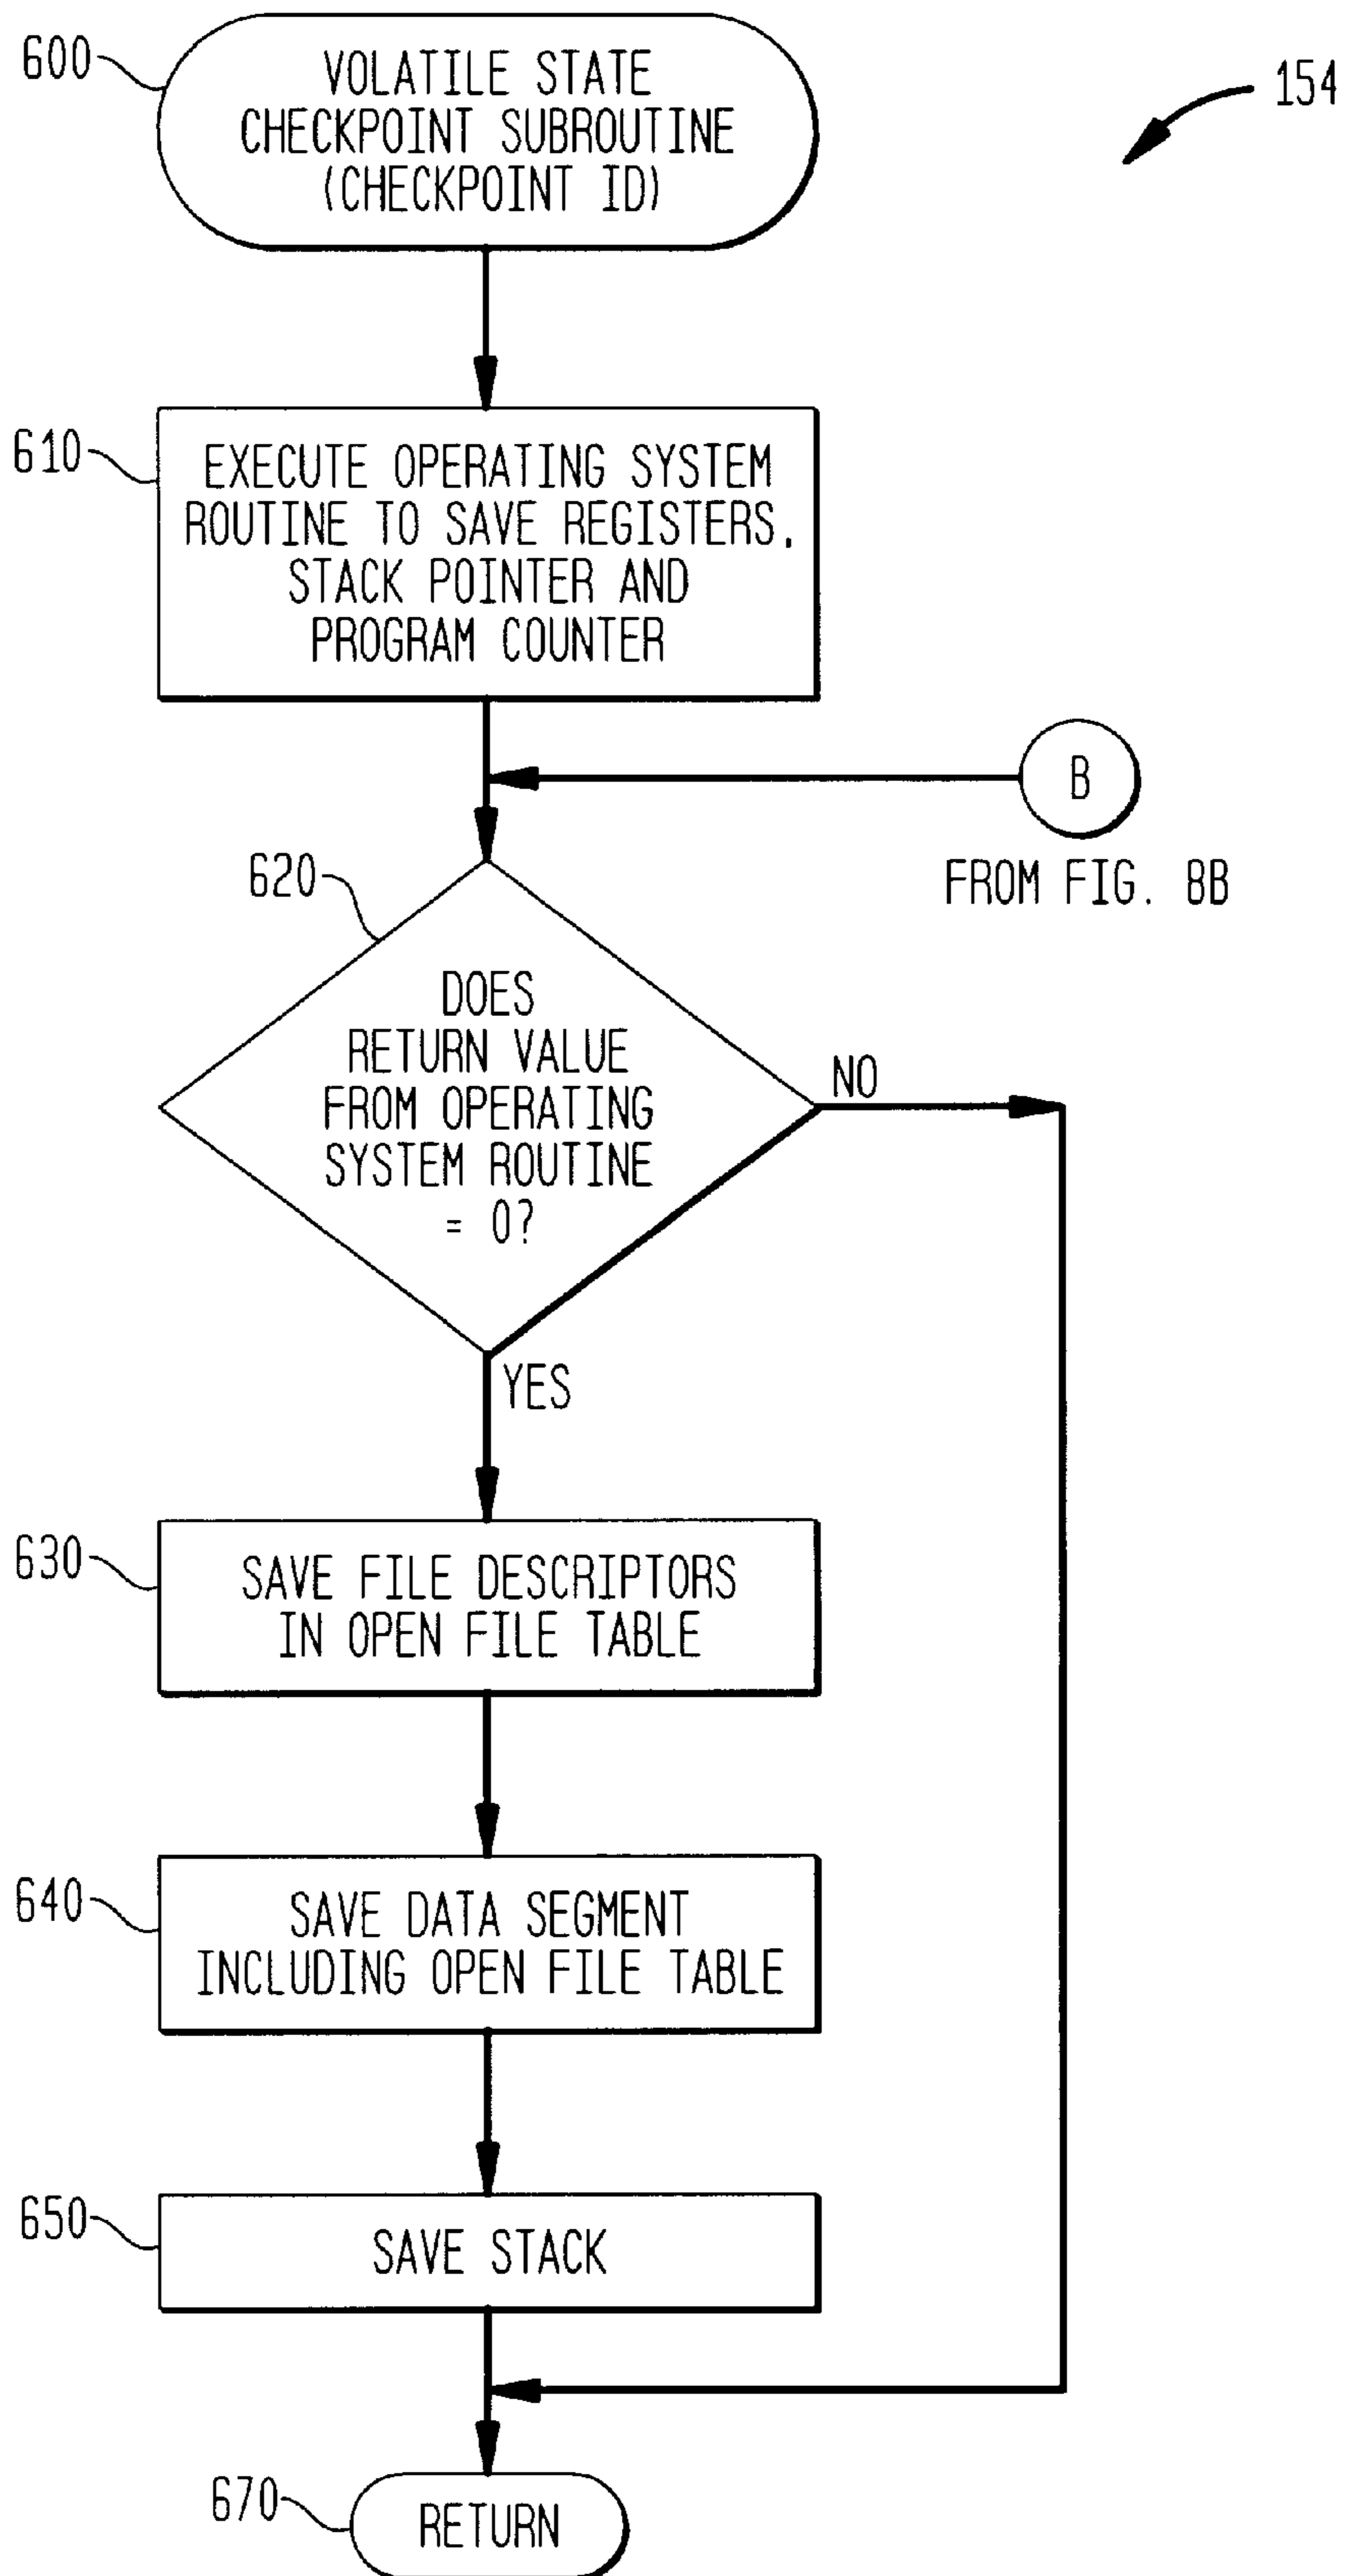 600
VOLATILE STATE
CHECKPOINT SUBROUTINE
(CHECKPOINT ID)
154
610
EXECUTE OPERATING SYSTEM
ROUTINE TO SAVE REGISTERS,
STACK POINTER AND
PROGRAM COUNTER
B
FROM FIG. 8B
620
DOES
RETURN VALUE
FROM OPERATING
SYSTEM ROUTINE
= 0?
NO
YES
630
SAVE FILE DESCRIPTORS
IN OPEN FILE TABLE
640
SAVE DATA SEGMENT
INCLUDING OPEN FILE TABLE
650
SAVE STACK
670
RETURN